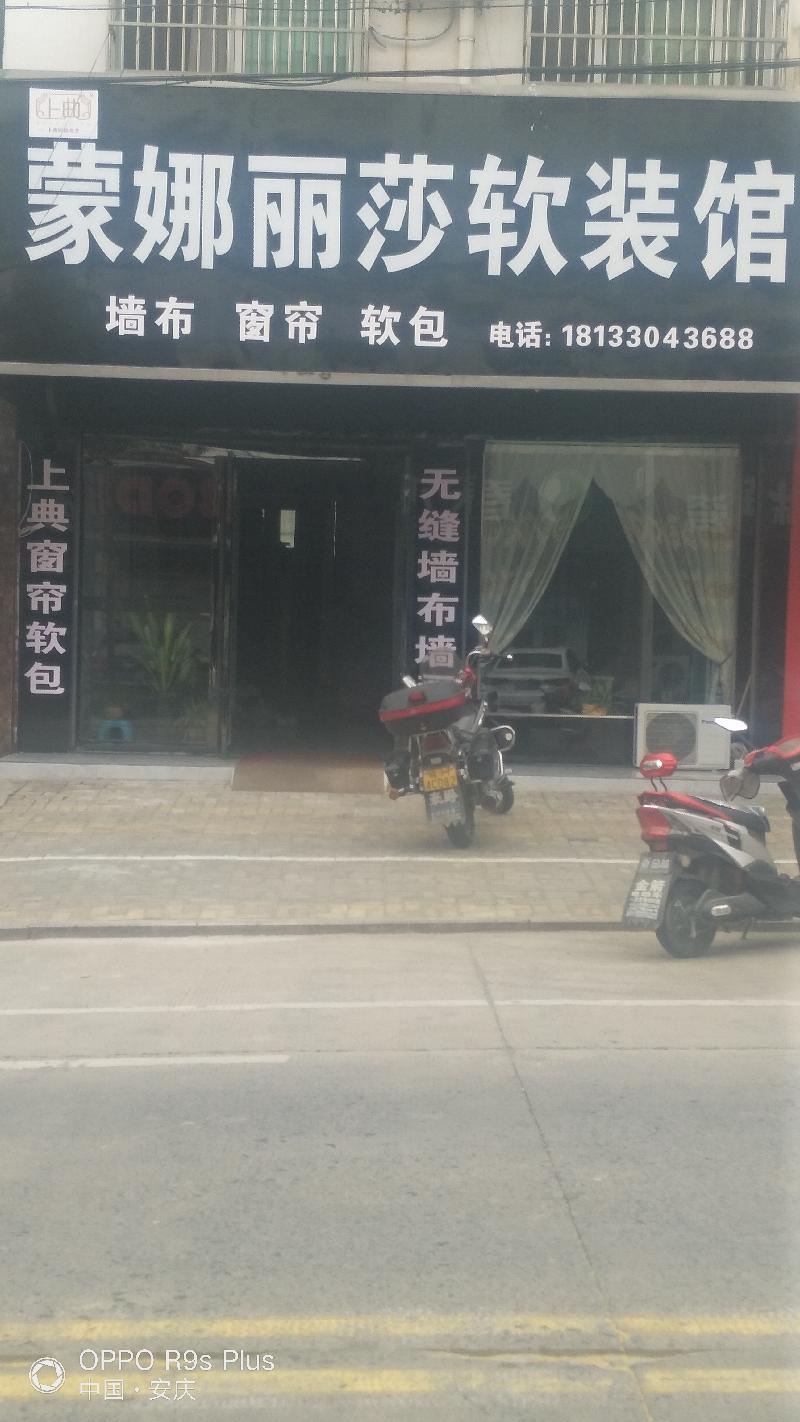 上典
蒙娜丽莎软装馆
墙布 窗帘 软包 电话: 18133043688
上典窗帘软包
无缝墙布墙
OPPO R9s Plus
中国·安庆